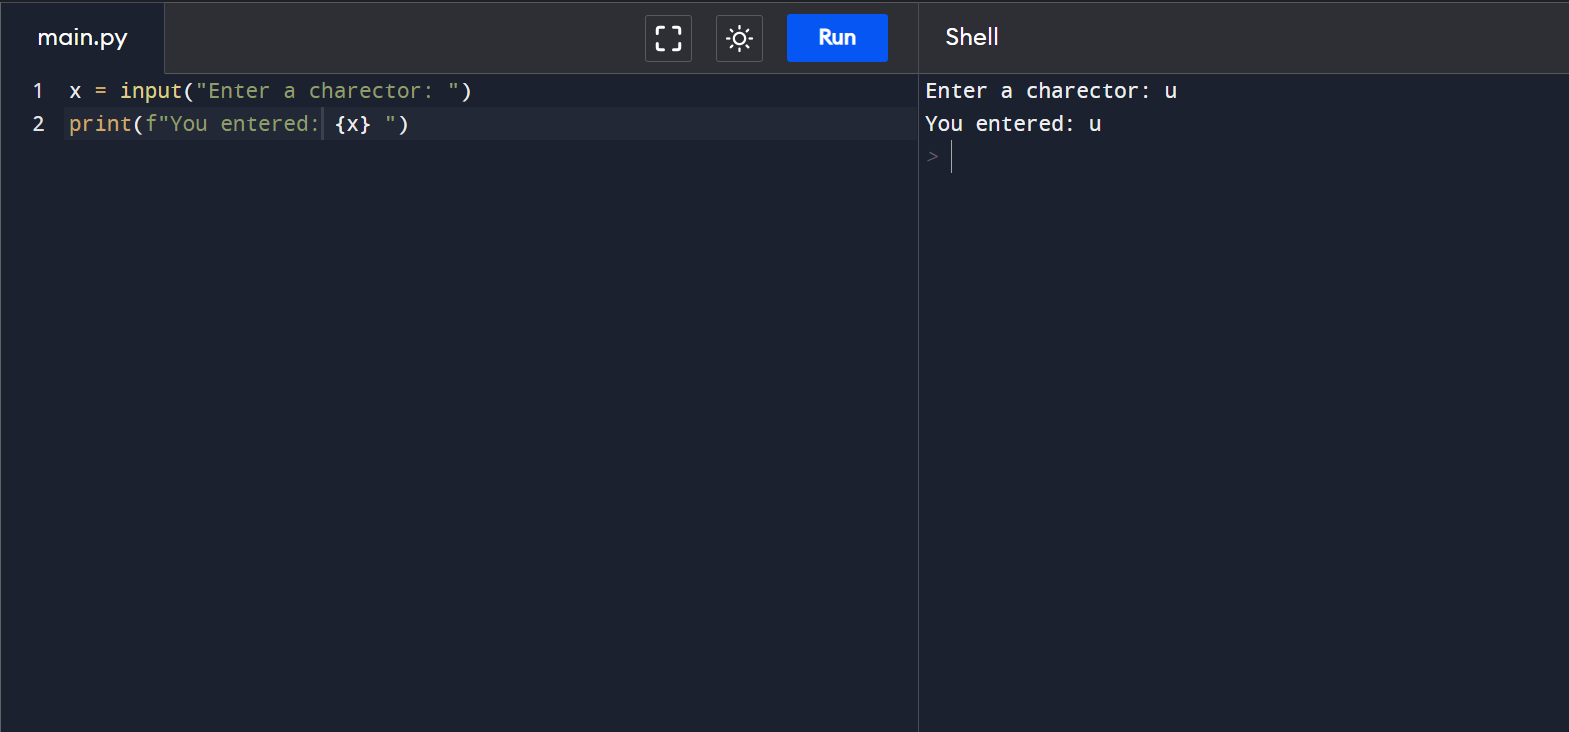 main.py
Run
Shell
1 x = input("Enter a charector: ")
2 print(f"You entered: {x} ")
Enter a charector: u
You entered: u
>